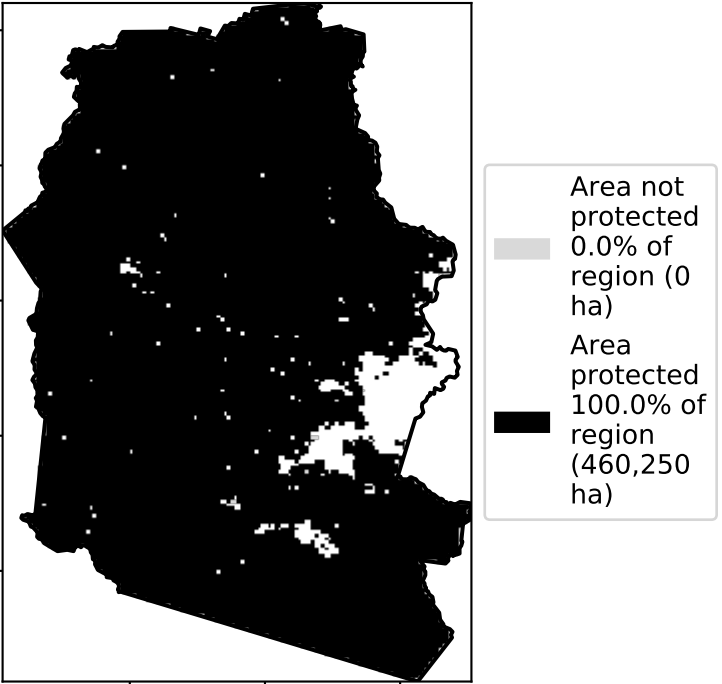 Area not
protected
0.0% of
region (0
ha)
Area
protected
100.0% of
region
(460,250
ha)